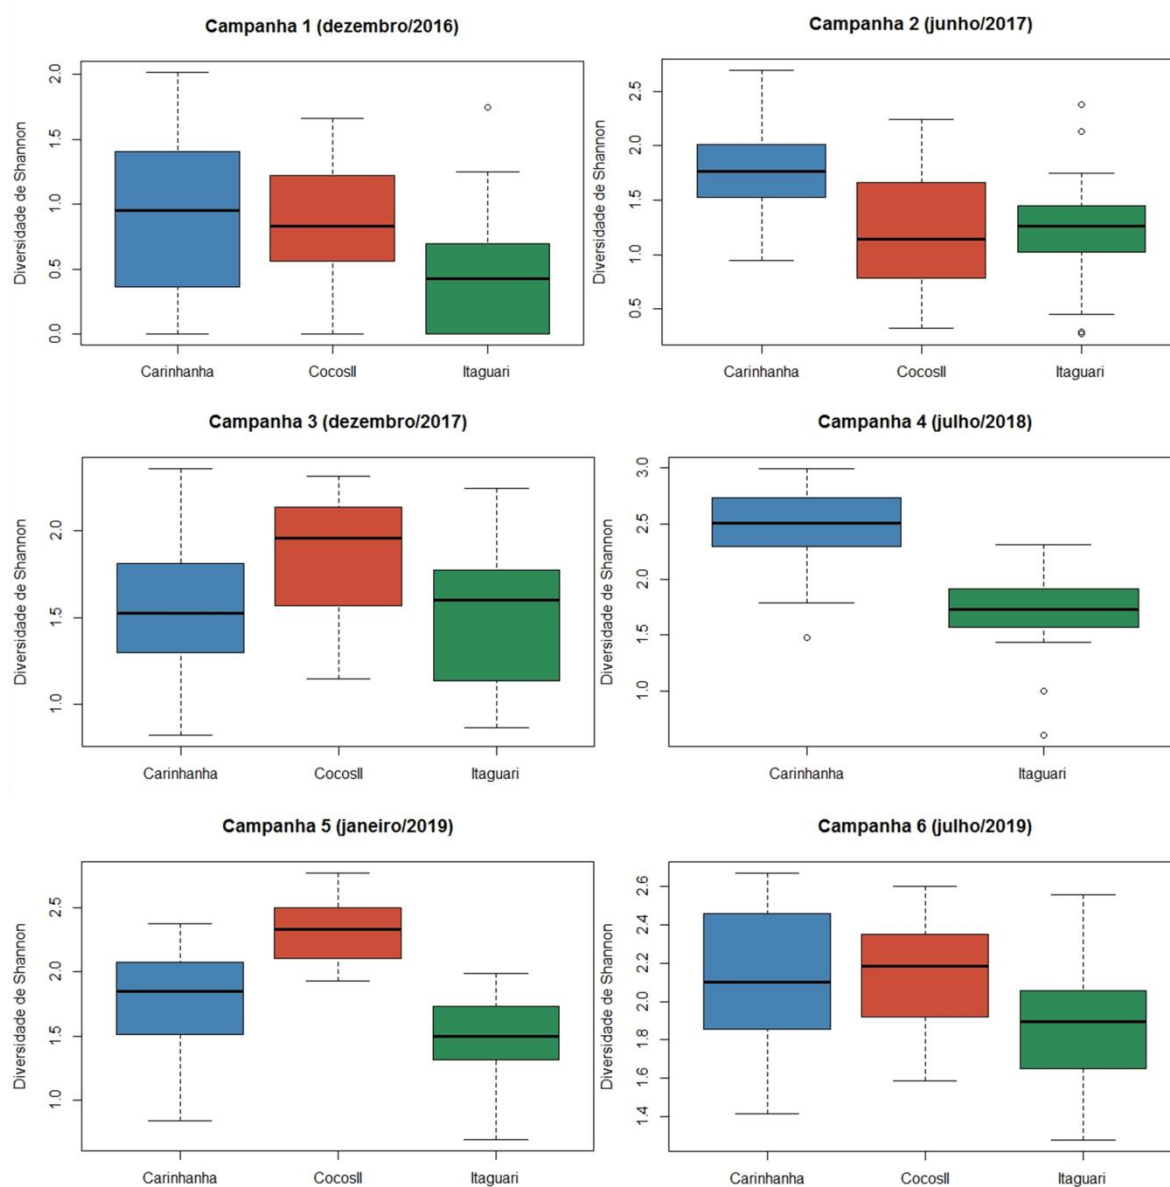 Campanha 1 (dezembro/2016)
Diversidade de Shannon
2.0
1.5
1.0
0.5
0.0
Carinhanha CocosII Itaguari
Campanha 2 (junho/2017)
Diversidade de Shannon
2.5
2.0
1.5
1.0
0.5
Carinhanha CocosII Itaguari
Campanha 3 (dezembro/2017)
Diversidade de Shannon
2.0
1.5
1.0
Carinhanha CocosII Itaguari
Campanha 4 (julho/2018)
Diversidade de Shannon
3.0
2.5
2.0
1.5
1.0
Carinhanha Itaguari
Campanha 5 (janeiro/2019)
Diversidade de Shannon
2.5
2.0
1.5
1.0
Carinhanha CocosII Itaguari
Campanha 6 (julho/2019)
Diversidade de Shannon
2.6
2.4
2.2
2.0
1.8
1.6
1.4
Carinhanha CocosII Itaguari